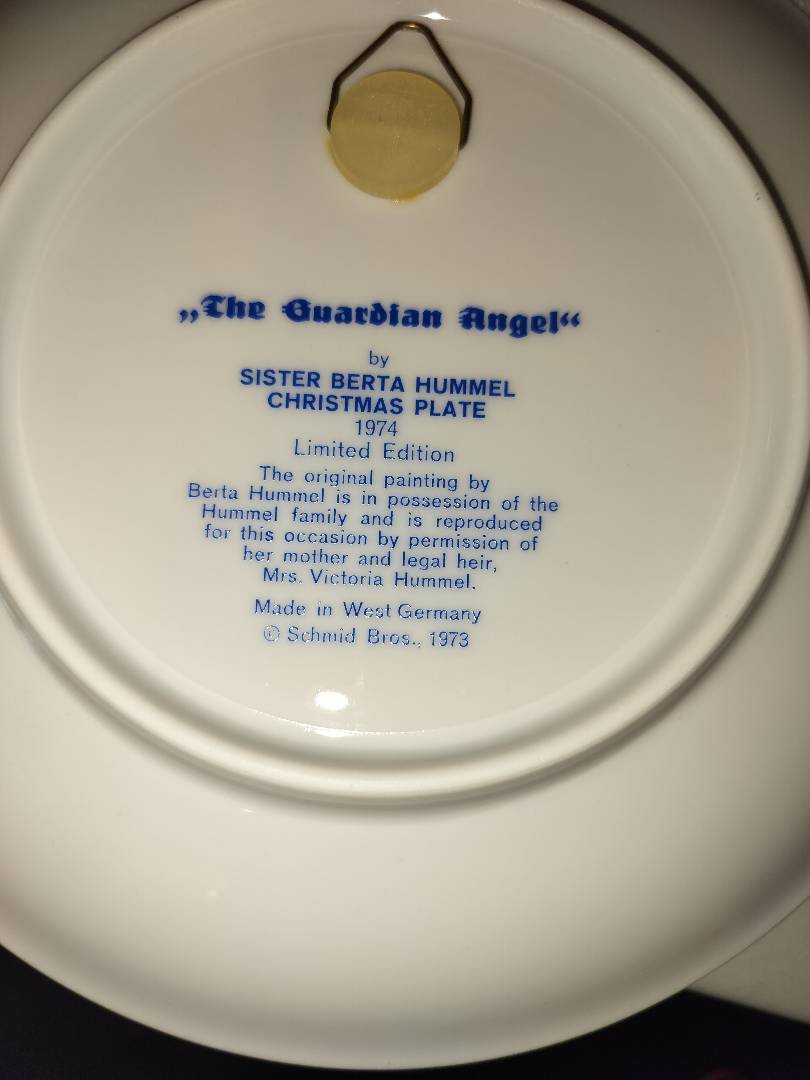 „The Guardian Angel“
by
SISTER BERTA HUMMEL
CHRISTMAS PLATE
1974
Limited Edition
The original painting by
Berta Hummel is in possession of the
Hummel family and is reproduced
for this occasion by permission of
her mother and legal heir,
Mrs. Victoria Hummel.
Made in West Germany
© Schmid Bros., 1973